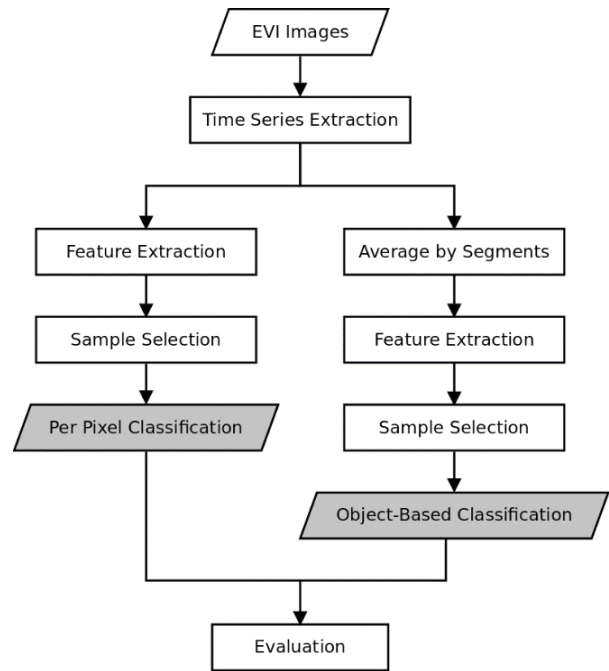 EVI Images
Time Series Extraction
Feature Extraction
Average by Segments
Sample Selection
Feature Extraction
Per Pixel Classification
Sample Selection
Object-Based Classification
Evaluation